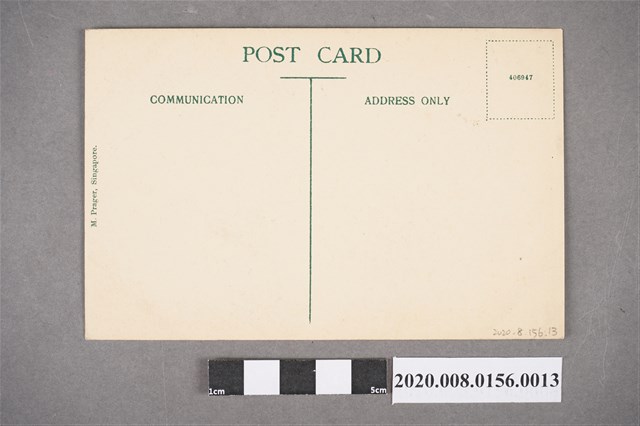 POST CARD
COMMUNICATION
ADDRESS ONLY
406947
M. Prager, Singapore.
2020.8.156.13
1cm
5cm
2020.008.0156.0013